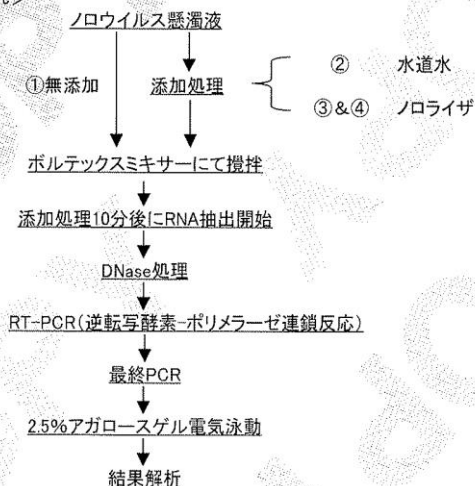 ノロウイルス懸濁液
①無添加
添加処理
② 水道水
③&④ ノロライザ
ボルテックスミキサーにて攪拌
添加処理10分後にRNA抽出開始
DNase処理
RT-PCR(逆転写酵素-ポリメラーゼ連鎖反応)
最終PCR
2.5%アガロースゲル電気泳動
結果解析